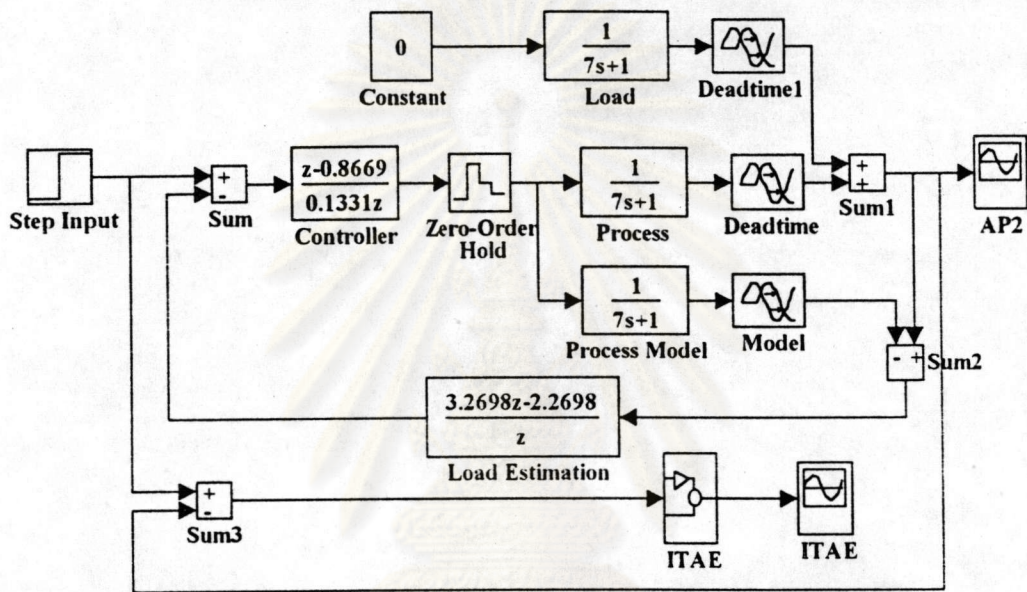 0
Constant
1
7s+1
Load
Deadtime1
Step Input
+
-
Sum
z-0.8669
0.1331z
Controller
Zero-Order
Hold
1
7s+1
Process
Deadtime
+
+
Sum1
AP2
1
7s+1
Process Model
Model
- +
Sum2
3.2698z-2.2698
z
Load Estimation
+
-
Sum3
ITAE
ITAE